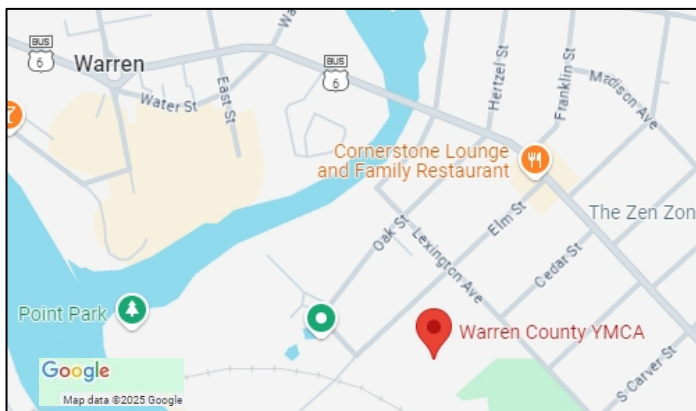 BUS
6
Warren
Water St
East St
Wa
BUS
6
Hertzel St
Franklin St
Madison Ave
Cornerstone Lounge
and Family Restaurant
The Zen Zon
Oak St
Elm St
Lexington Ave
Cedar St
Point Park
Warren County YMCA
S Carver St
Google
Map data ©2025 Google